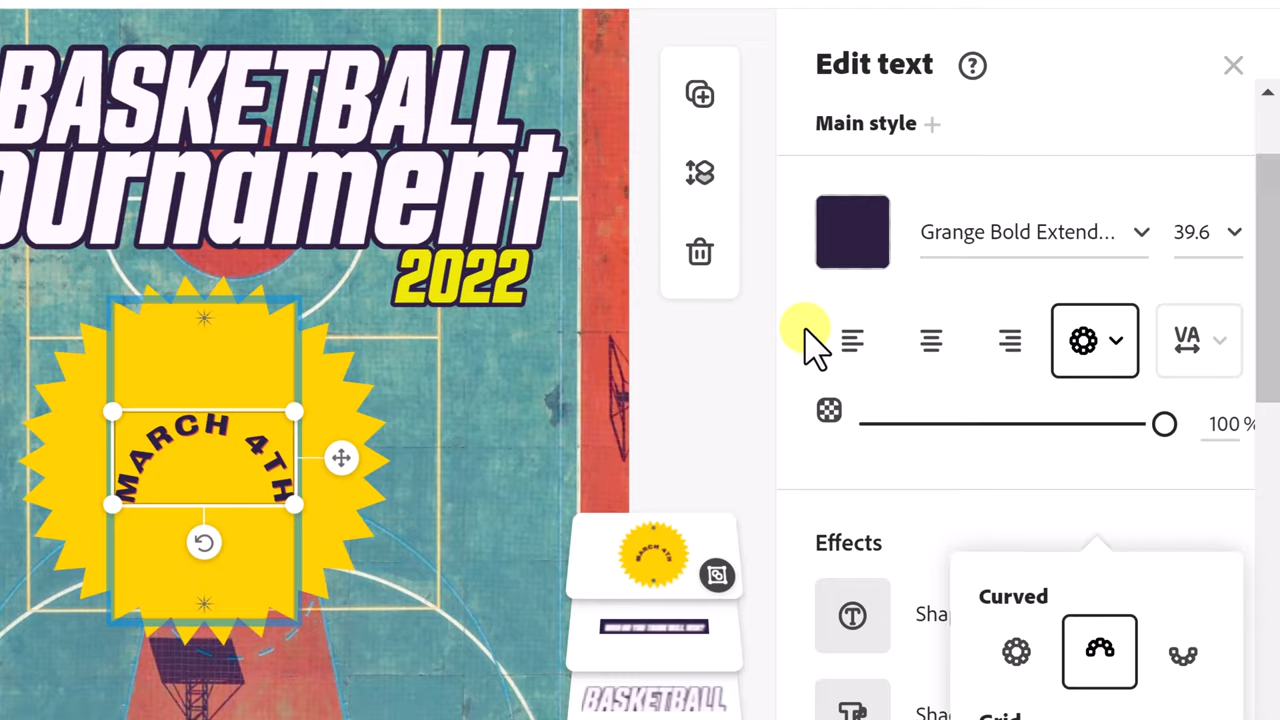 BASKETBALL
ournament
2022
MARCH 4TH
Edit text
Main style
Grange Bold Extend...
39.6
VA
100 %
Effects
Sha
Curved
MARCH 4TH
BASKETBALL
Sha